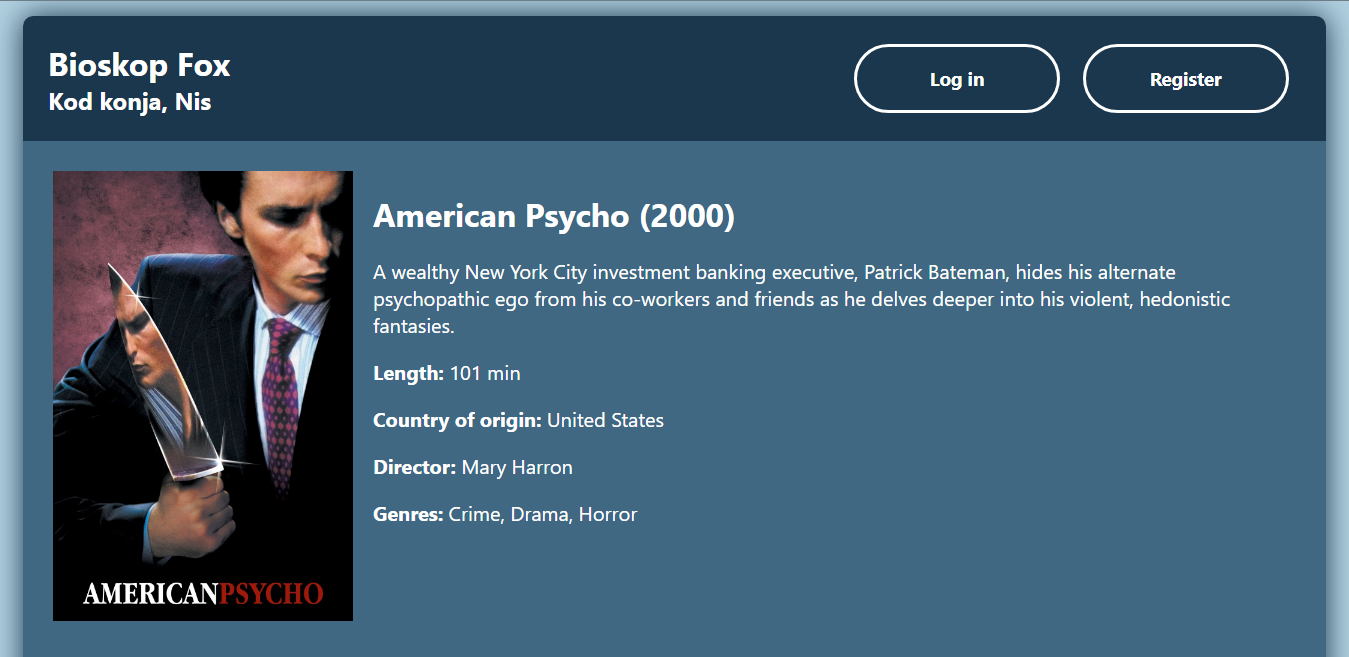 Bioskop Fox
Kod konja, Nis
Log in
Register
American Psycho (2000)
A wealthy New York City investment banking executive, Patrick Bateman, hides his alternate
psychopathic ego from his co-workers and friends as he delves deeper into his violent, hedonistic
fantasies.
Length: 101 min
Country of origin: United States
Director: Mary Harron
Genres: Crime, Drama, Horror
AMERICANPSYCHO